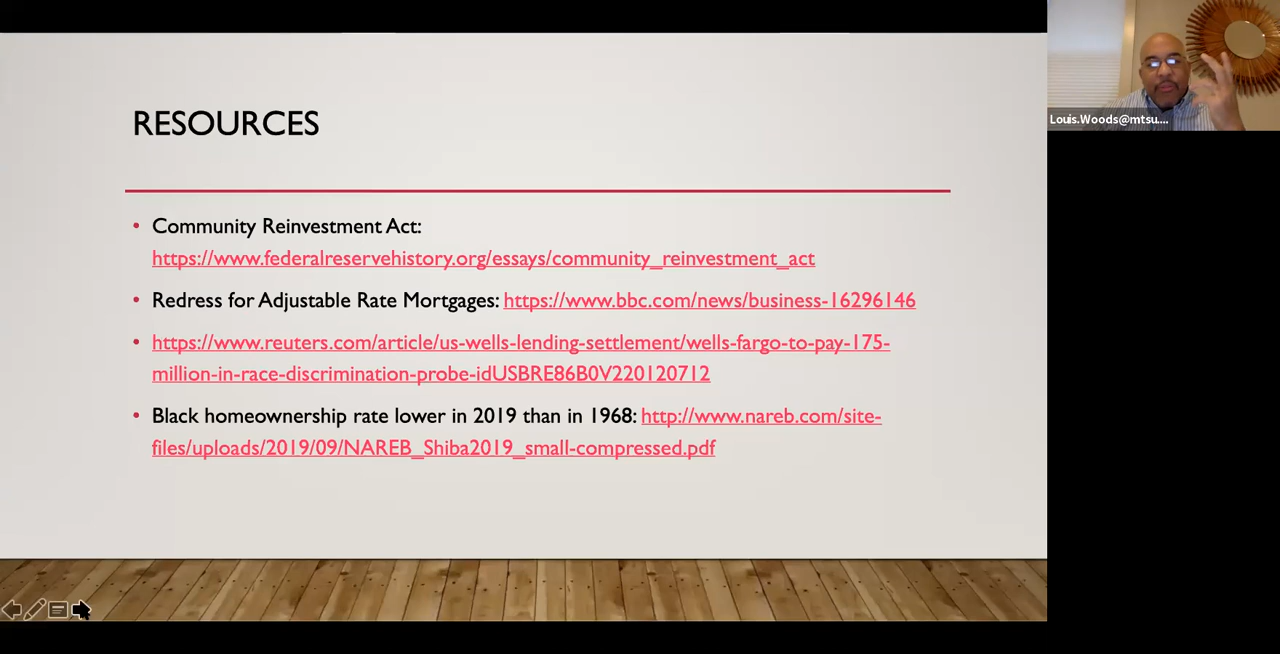 RESOURCES
Community Reinvestment Act:
https://www.federalreservehistory.org/essays/community_reinvestment_act
Redress for Adjustable Rate Mortgages: https://www.bbc.com/news/business-16296146
https://www.reuters.com/article/us-wells-lending-settlement/wells-fargo-to-pay-175-
million-in-race-discrimination-probe-idUSBRE86B0V220120712
Black homeownership rate lower in 2019 than in 1968: http://www.nareb.com/site-
files/uploads/2019/09/NAREB_Shiba2019_small-compressed.pdf
Louis.Woods@mtsu....